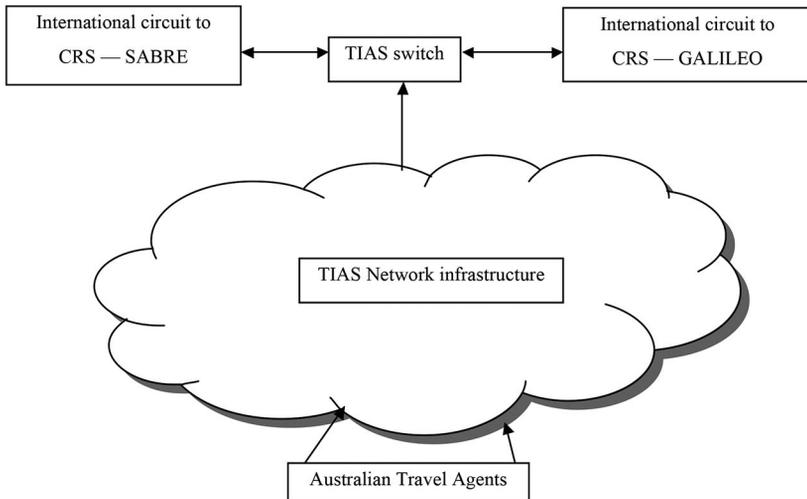 International circuit to
CRS — SABRE
TIAS switch
International circuit to
CRS — GALILEO
TIAS Network infrastructure
Australian Travel Agents